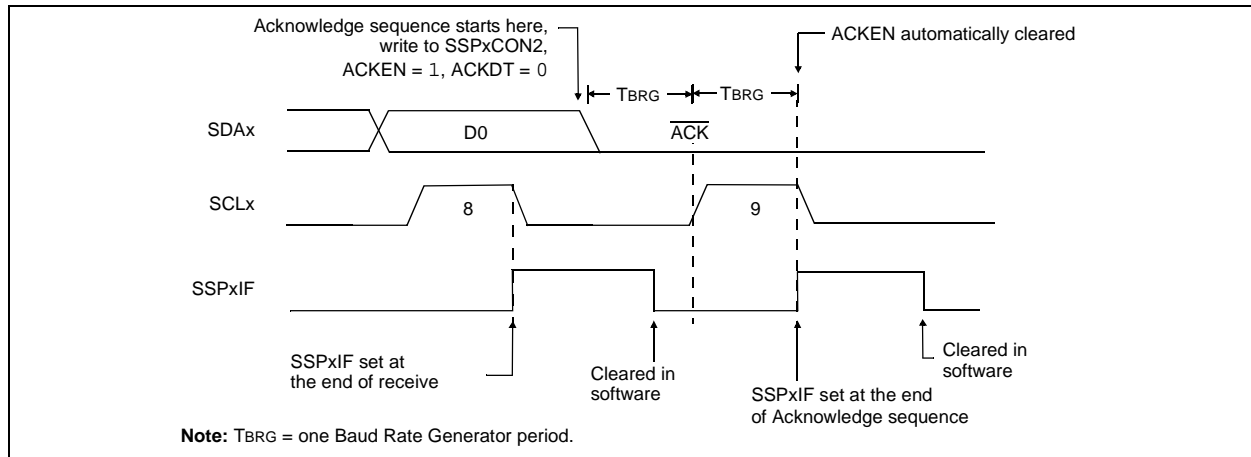 Acknowledge sequence starts here,
write to SSPxCON2,
ACKEN = 1, ACKDT = 0
ACKEN automatically cleared
TBRG
TBRG
SDAx
D0
ACK
SCLx
8
9
SSPxIF
SSPxIF set at
the end of receive
Cleared in
software
SSPxIF set at the end
of Acknowledge sequence
Cleared in
software
Note: TBRG = one Baud Rate Generator period.